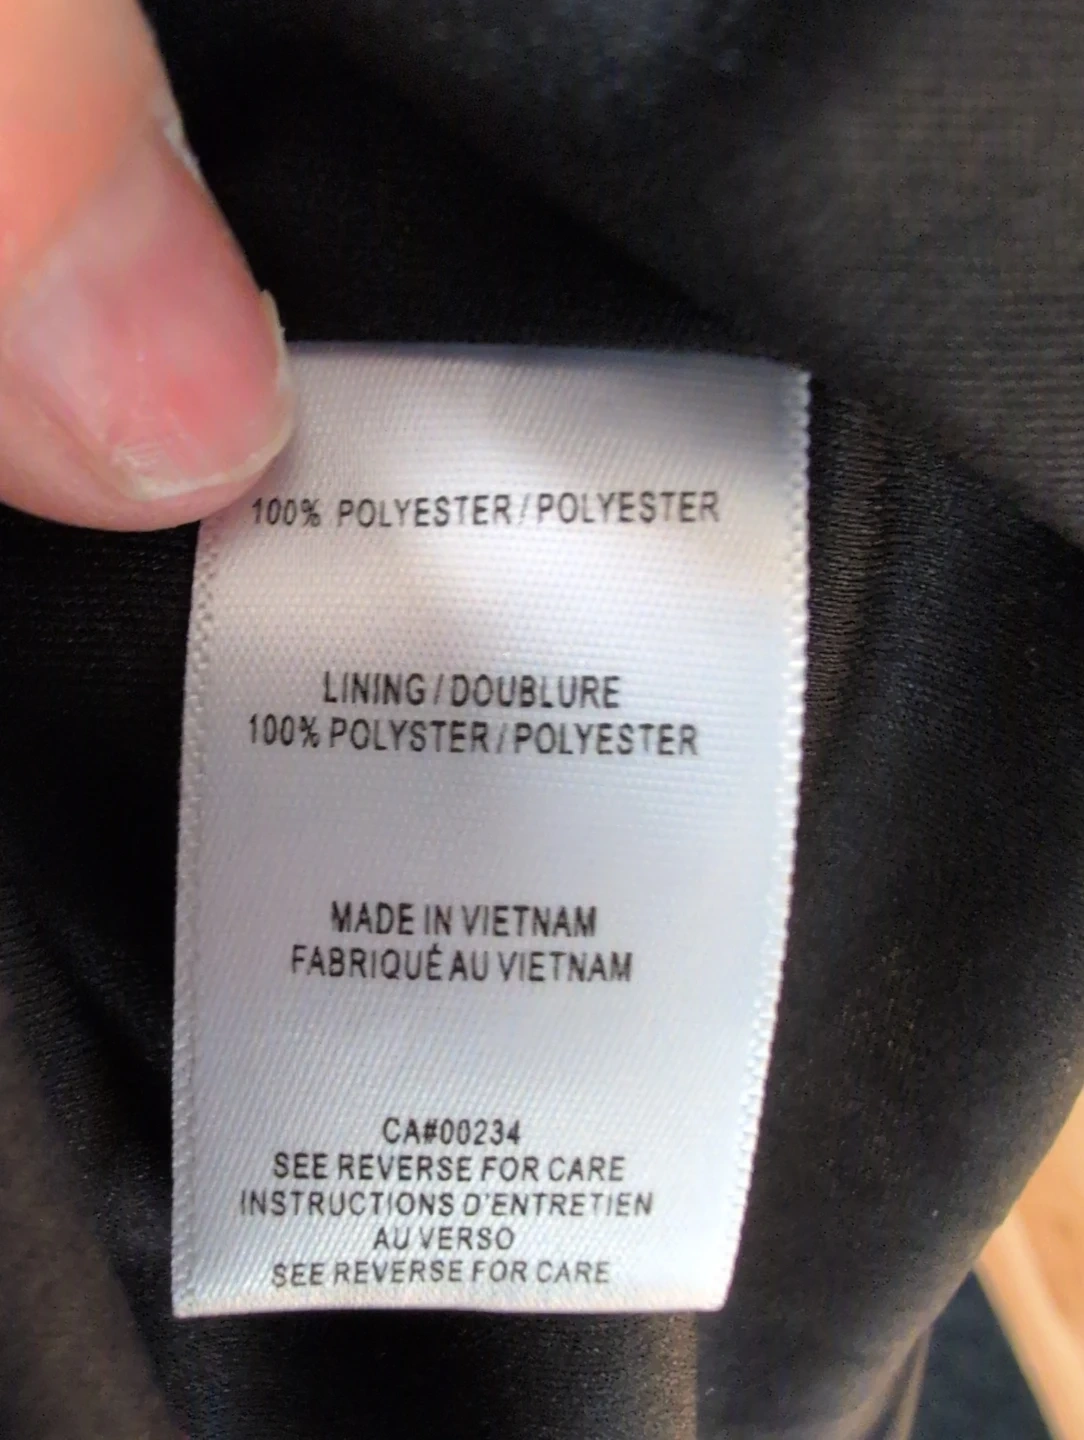 100% POLYESTER/POLYESTER
LINING/DOUBLURE
100% POLYSTER/POLYESTER
MADE IN VIETNAM
FABRIQUÉ AU VIETNAM
CA#00234
SEE REVERSE FOR CARE
INSTRUCTIONS D'ENTRETIEN
AU VERSO
SEE REVERSE FOR CARE